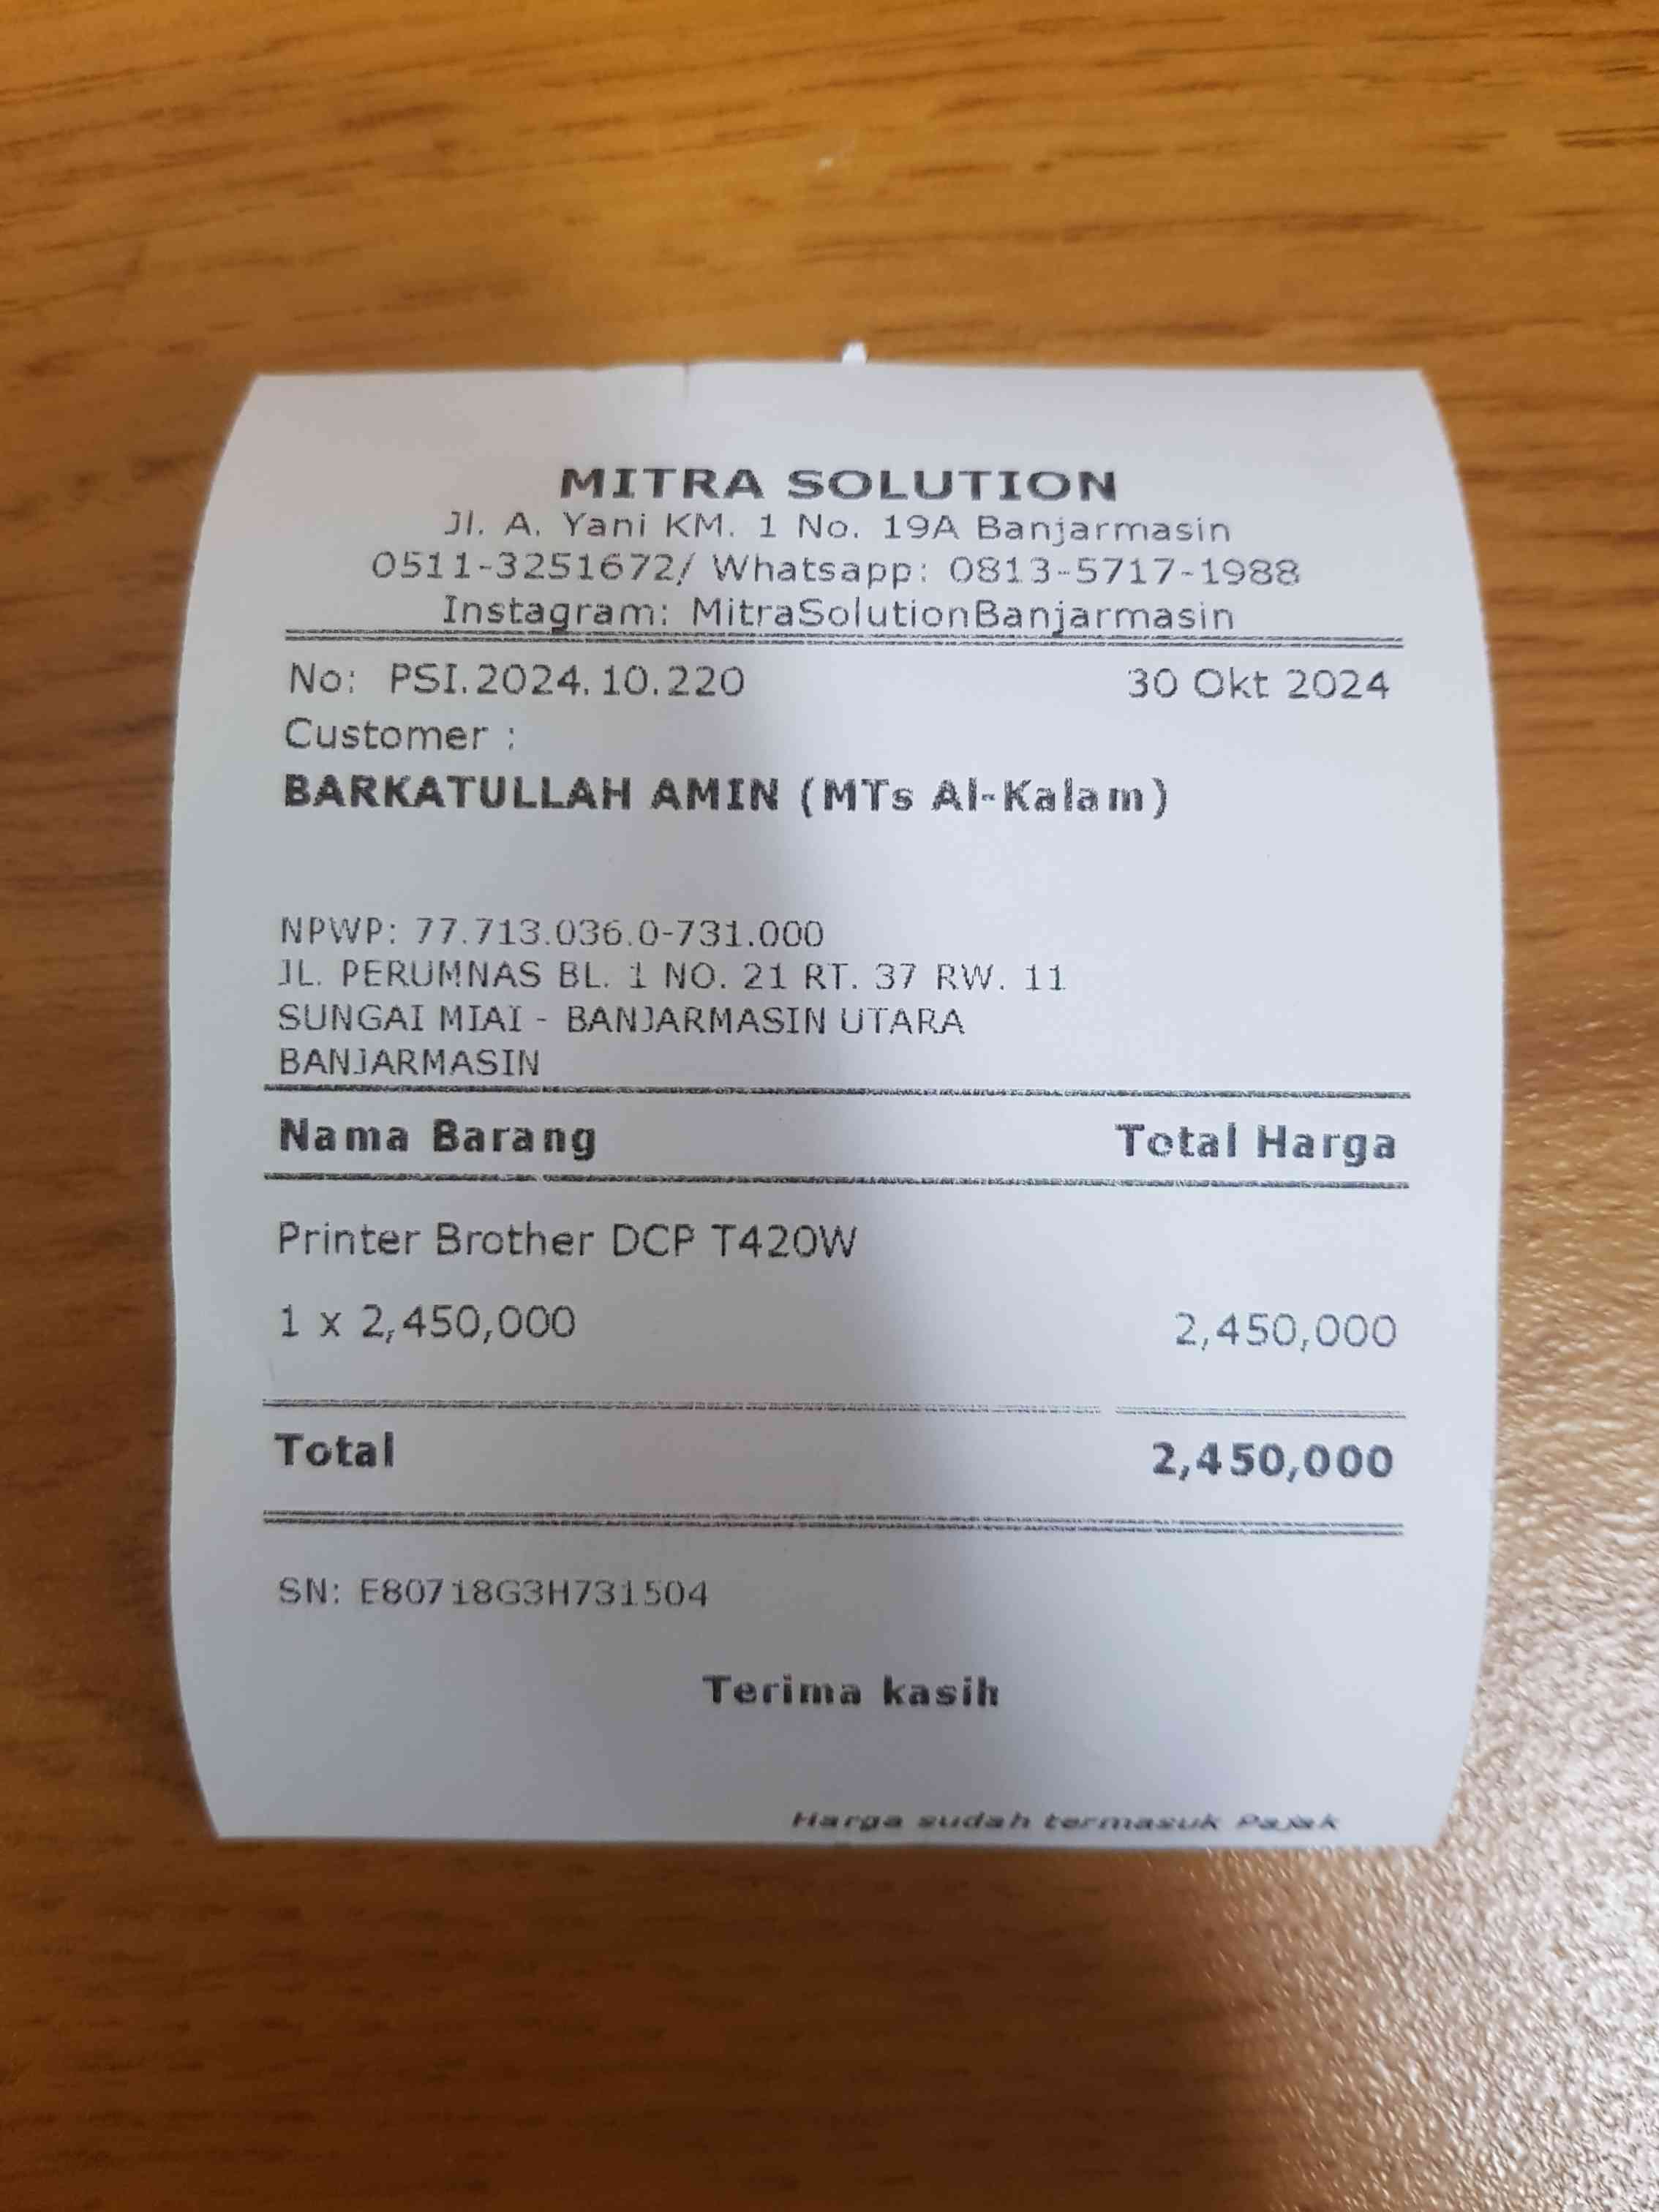 MITRA SOLUTION
Jl. A. Yani KM. 1 No. 19A Banjarmasin
0511-3251672/ Whatsapp: 0813-5717-1988
Instagram: MitraSolutionBanjarmasin
No: PSI.2024.10.220 30 Okt 2024
Customer :
BARKATULLAH AMIN (MTs Al-Kalam)
NPWP: 77.713.036.0-731.000
JL. PERUMNAS BL. 1 NO. 21 RT. 37 RW. 11
SUNGAI MIAI - BANJARMASIN UTARA
BANJARMASIN
Nama Barang Total Harga
Printer Brother DCP T420W
1 x 2,450,000 2,450,000
Total 2,450,000
SN: E80718G3H731504
Terima kasih
Harga sudah termasuk Pajak